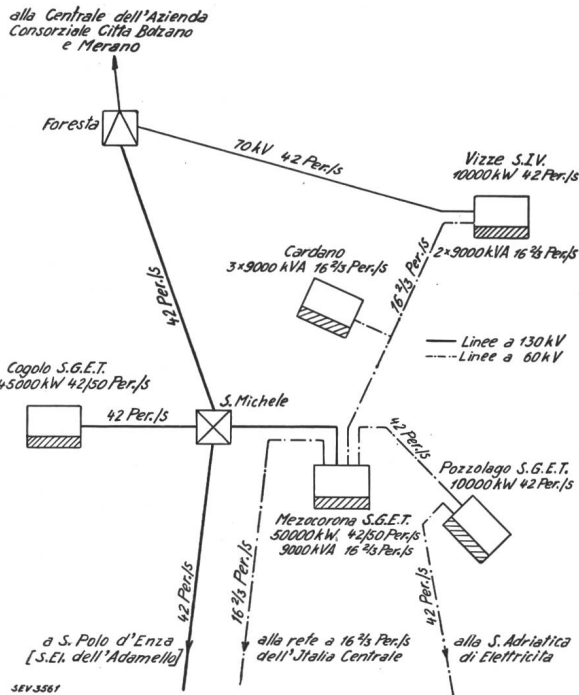 alla Centrale dell'Azienda
Consorziale Citta Bolzano
e Merano
Foresta
70 kV 42 Per./s
Vizze S.I.V.
10000 kW 42 Per./s
2×9000 kVA 16 2/3 Per./s
Cardano
3×9000 kVA 16 2/3 Per./s
16 2/3 Per./s
42 Per./s
Linee a 130 kV
Linee a 60 kV
Cogolo S.G.E.T.
45000 kW 42/50 Per./s
42 Per./s
S. Michele
42 Per./s
Pozzolago S.G.E.T.
10000 kW 42 Per./s
Mezocorona S.G.E.T.
50000 kW. 42/50 Per./s
9000 kVA 16 2/3 Per./s
42 Per./s
16 2/3 Per./s
42 Per./s
a S. Polo d'Enza
[S.El. dell'Adamello]
alla rete a 16 2/3 Per./s
dell'Italia Centrale
alla S. Adriatica
di Elettricita
SEV 3561